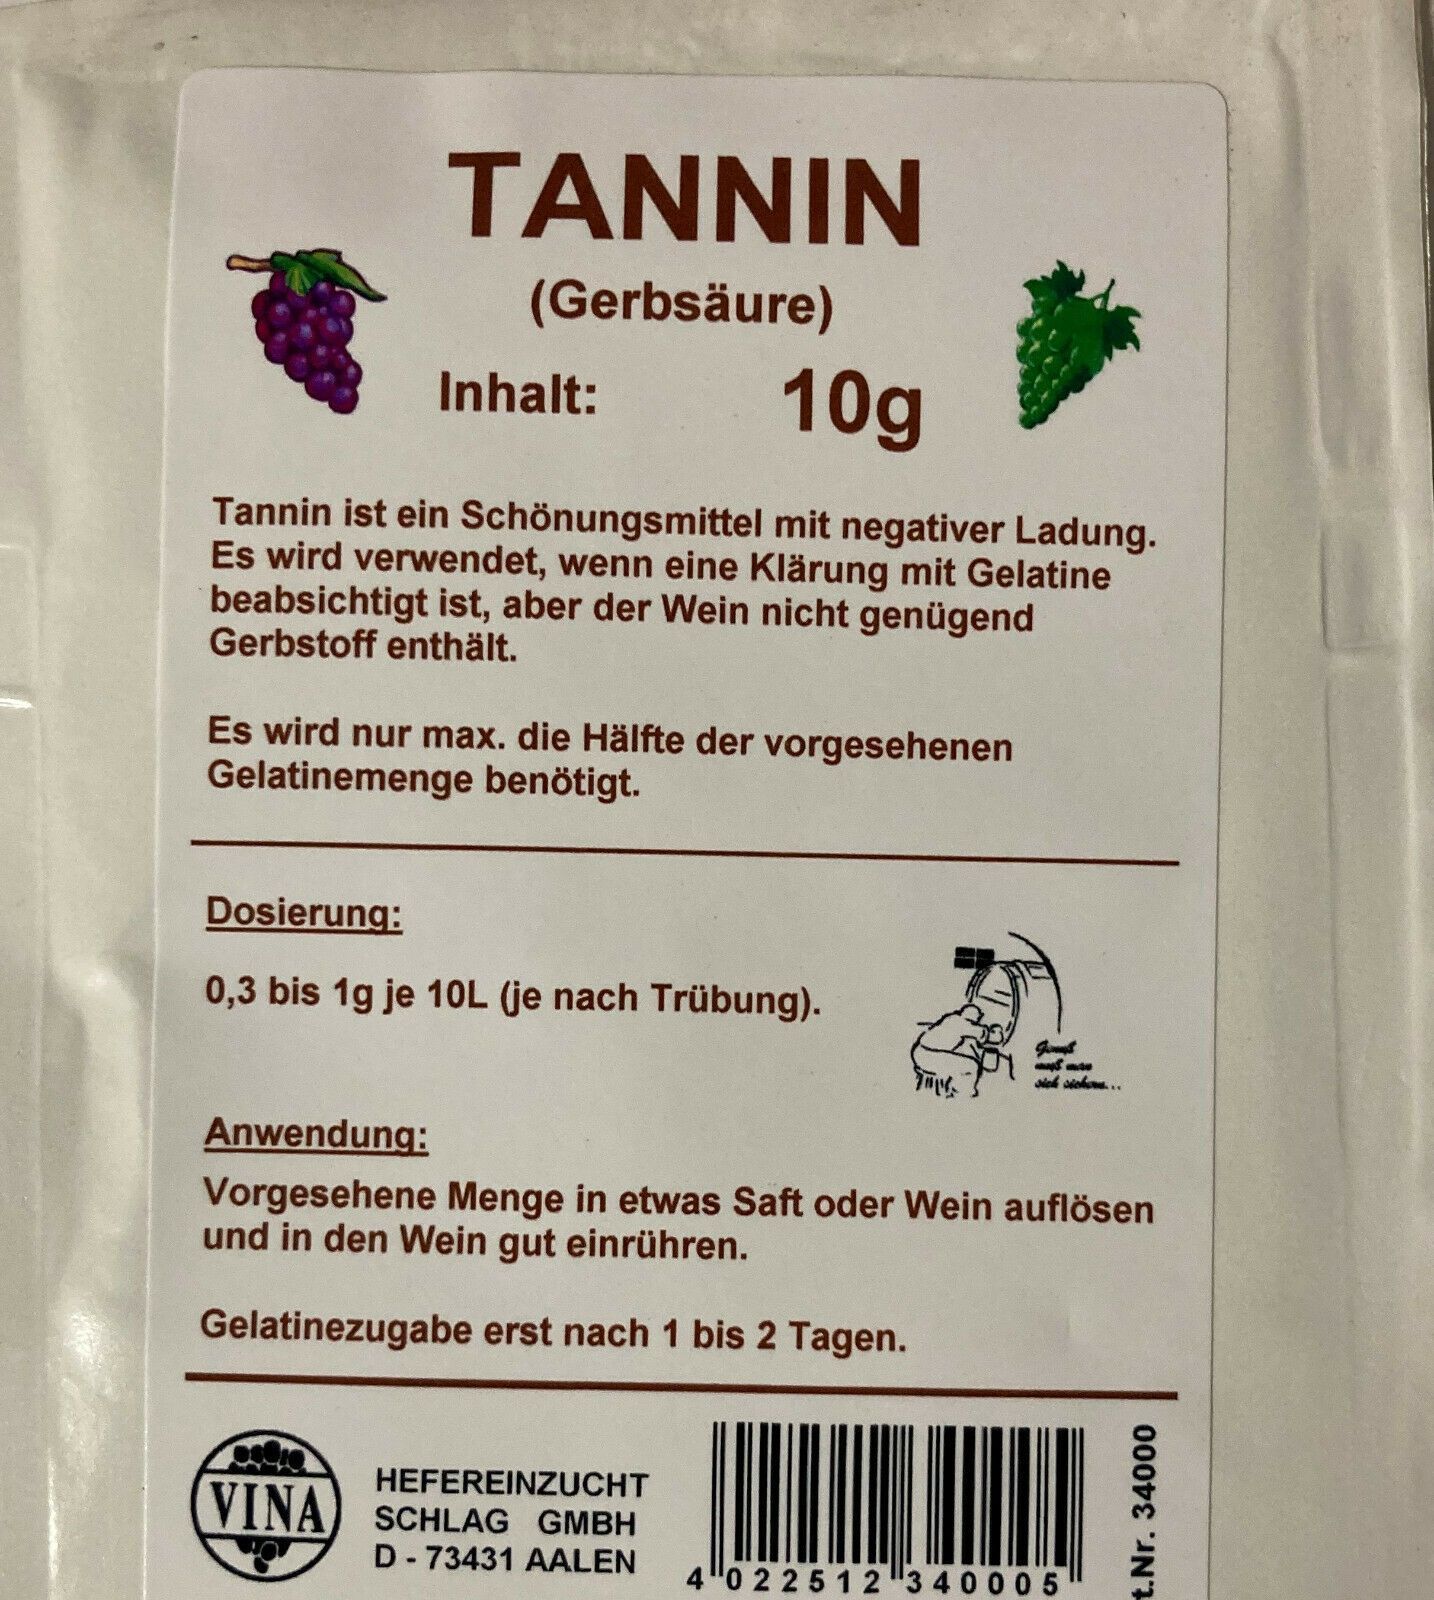 TANNIN
(Gerbsäure)
Inhalt: 10g
Tannin ist ein Schönungsmittel mit negativer Ladung.
Es wird verwendet, wenn eine Klärung mit Gelatine
beabsichtigt ist, aber der Wein nicht genügend
Gerbstoff enthält.
Es wird nur max. die Hälfte der vorgesehenen
Gelatinemenge benötigt.
Dosierung:
0,3 bis 1g je 10L (je nach Trübung).
muß man
sich
Anwendung:
Vorgesehene Menge in etwas Saft oder Wein auflösen
und in den Wein gut einrühren.
Gelatinezugabe erst nach 1 bis 2 Tagen.
VINA
HEFEREINZUCHT
SCHLAG GMBH
D - 73431 AALEN
4 022512 340005
t.Nr. 34000